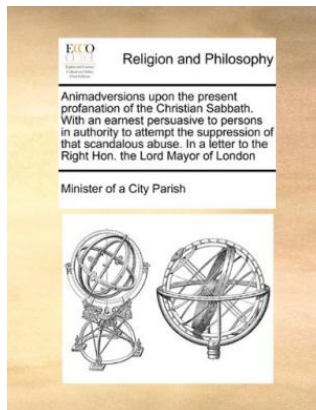 ECCO
Religion and Philosophy
Animadversions upon the present
profanation of the Christian Sabbath.
With an earnest persuasive to persons
in authority to attempt the suppression of
that scandalous abuse. In a letter to the
Right Hon. the Lord Mayor of London
Minister of a City Parish